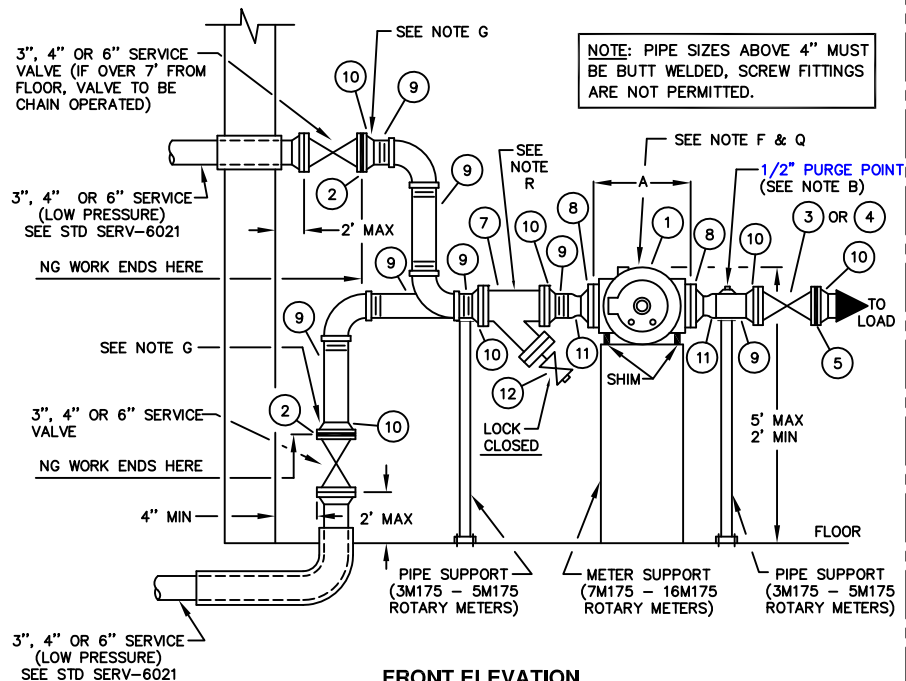 3", 4" OR 6" SERVICE
VALVE (IF OVER 7' FROM
FLOOR, VALVE TO BE
CHAIN OPERATED)
SEE NOTE G
10
9
NOTE: PIPE SIZES ABOVE 4" MUST
BE BUTT WELDED, SCREW FITTINGS
ARE NOT PERMITTED.
SEE NOTE F & Q
SEE
NOTE
R
A
1/2" PURGE POINT
(SEE NOTE B)
3 OR 4
9
2
3", 4" OR 6" SERVICE
(LOW PRESSURE)
SEE STD SERV-6021
2' MAX
7
10
9
8
1
8
10
10
NG WORK ENDS HERE
9
9
TO
LOAD
9
10
11
11
9
5
SEE NOTE G
12
SHIM
LOCK
CLOSED
5' MAX
2' MIN
3", 4" OR 6" SERVICE
VALVE
2
10
NG WORK ENDS HERE
4" MIN
2' MAX
FLOOR
PIPE SUPPORT
(3M175 - 5M175
ROTARY METERS)
METER SUPPORT
(7M175 - 16M175
ROTARY METERS)
PIPE SUPPORT
(3M175 - 5M175
ROTARY METERS)
3", 4" OR 6" SERVICE
(LOW PRESSURE)
SEE STD SERV-6021
FRONT ELEVATION